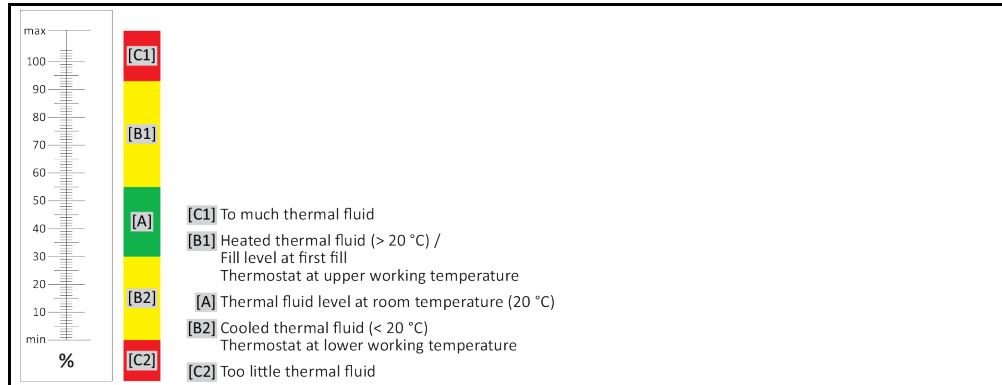 max
100
90
80
70
60
50
40
30
20
10
min
%
[C1]
[B1]
[A]
[B2]
[C2]
[C1] To much thermal fluid
[B1] Heated thermal fluid (> 20 °C) /
Fill level at first fill
Thermostat at upper working temperature
[A] Thermal fluid level at room temperature (20 °C)
[B2] Cooled thermal fluid (< 20 °C)
Thermostat at lower working temperature
[C2] Too little thermal fluid